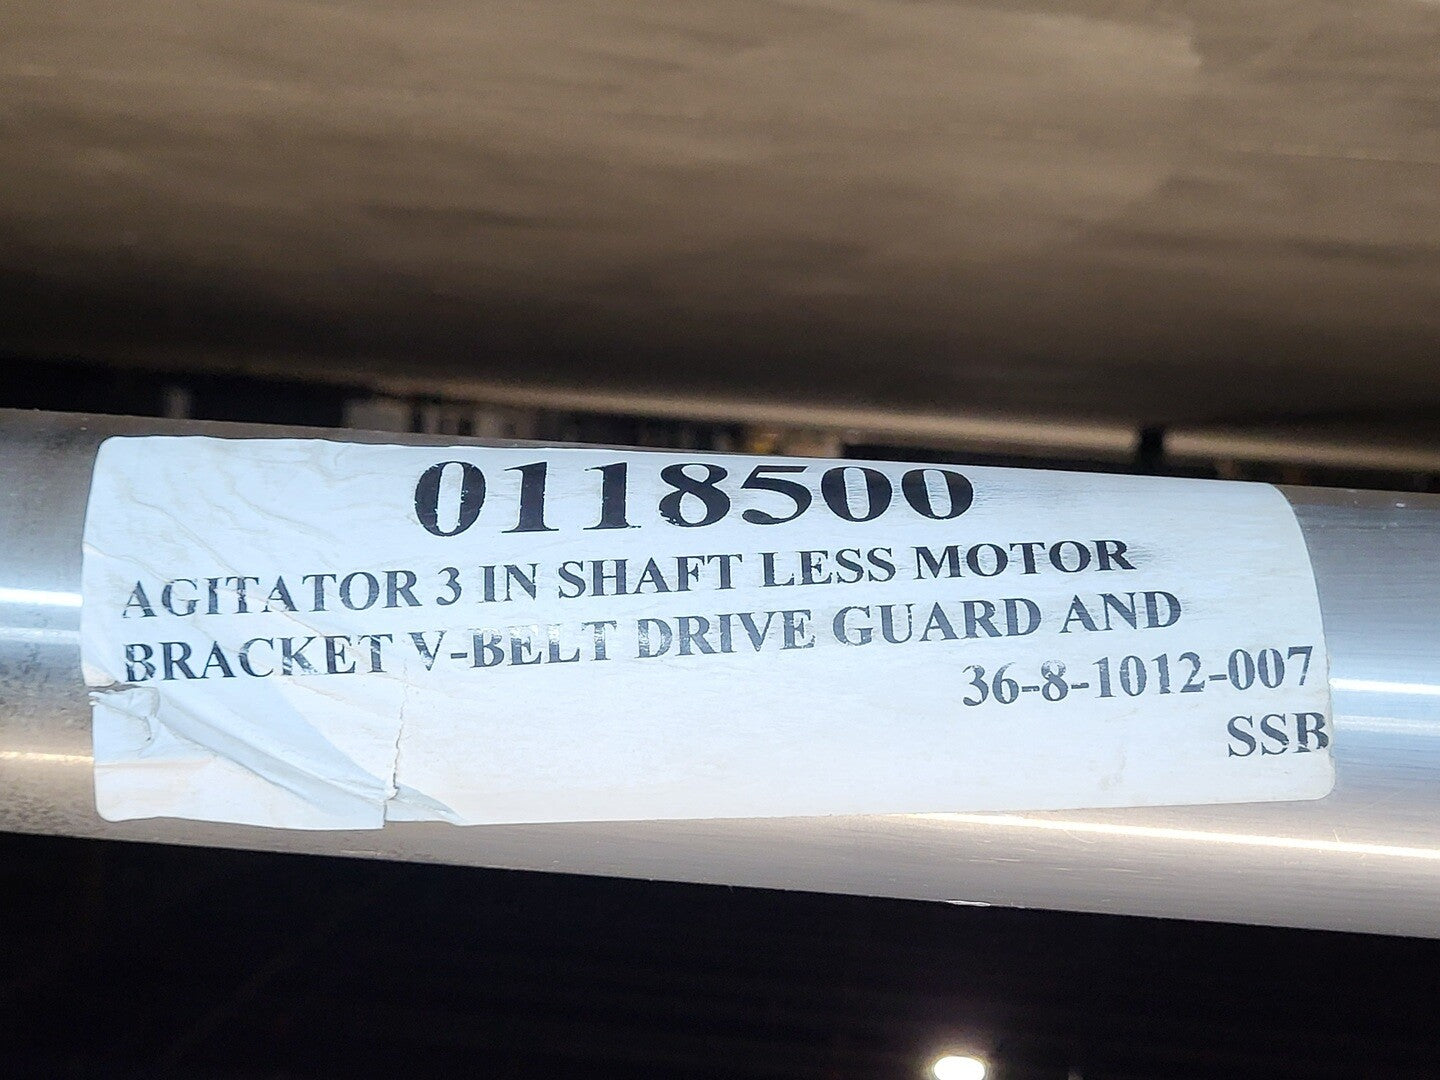 0118500
AGITATOR 3 IN SHAFT LESS MOTOR
BRACKET V-BELT DRIVE GUARD AND
36-8-1012-007
SSB